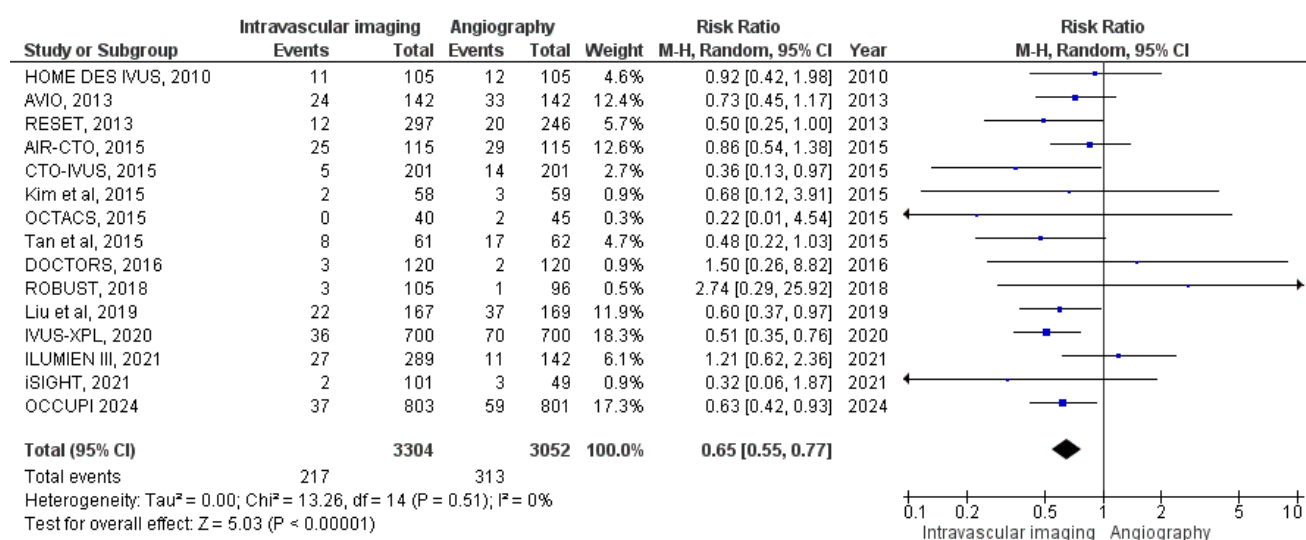 Intravascular imaging Angiography Risk Ratio Risk Ratio
Study or Subgroup Events Total Events Total Weight M-H, Random, 95% CI Year M-H, Random, 95% CI
HOME DES IVUS, 2010 11 105 12 105 4.6% 0.92 [0.42, 1.98] 2010
AVIO, 2013 24 142 33 142 12.4% 0.73 [0.45, 1.17] 2013
RESET, 2013 12 297 20 246 5.7% 0.50 [0.25, 1.00] 2013
AIR-CTO, 2015 25 115 29 115 12.6% 0.86 [0.54, 1.38] 2015
CTO-IVUS, 2015 5 201 14 201 2.7% 0.36 [0.13, 0.97] 2015
Kim et al, 2015 2 58 3 59 0.9% 0.68 [0.12, 3.91] 2015
OCTACS, 2015 0 40 2 45 0.3% 0.22 [0.01, 4.54] 2015
Tan et al, 2015 8 61 17 62 4.7% 0.48 [0.22, 1.03] 2015
DOCTORS, 2016 3 120 2 120 0.9% 1.50 [0.26, 8.82] 2016
ROBUST, 2018 3 105 1 96 0.5% 2.74 [0.29, 25.92] 2018
Liu et al, 2019 22 167 37 169 11.9% 0.60 [0.37, 0.97] 2019
IVUS-XPL, 2020 36 700 70 700 18.3% 0.51 [0.35, 0.76] 2020
ILUMIEN III, 2021 27 289 11 142 6.1% 1.21 [0.62, 2.36] 2021
iSIGHT, 2021 2 101 3 49 0.9% 0.32 [0.06, 1.87] 2021
OCCUPI 2024 37 803 59 801 17.3% 0.63 [0.42, 0.93] 2024
Total (95% CI) 3304 3052 100.0% 0.65 [0.55, 0.77]
Total events 217 313
Heterogeneity: Tau² = 0.00; Chi² = 13.26, df = 14 (P = 0.51); I² = 0%
Test for overall effect: Z = 5.03 (P < 0.00001)
0.1 0.2 0.5 1 2 5 10
Intravascular imaging Angiography